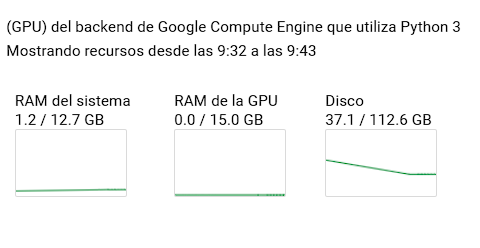 (GPU) del backend de Google Compute Engine que utiliza Python 3
Mostrando recursos desde las 9:32 a las 9:43
RAM del sistema
1.2 / 12.7 GB
RAM de la GPU
0.0 / 15.0 GB
Disco
37.1 / 112.6 GB